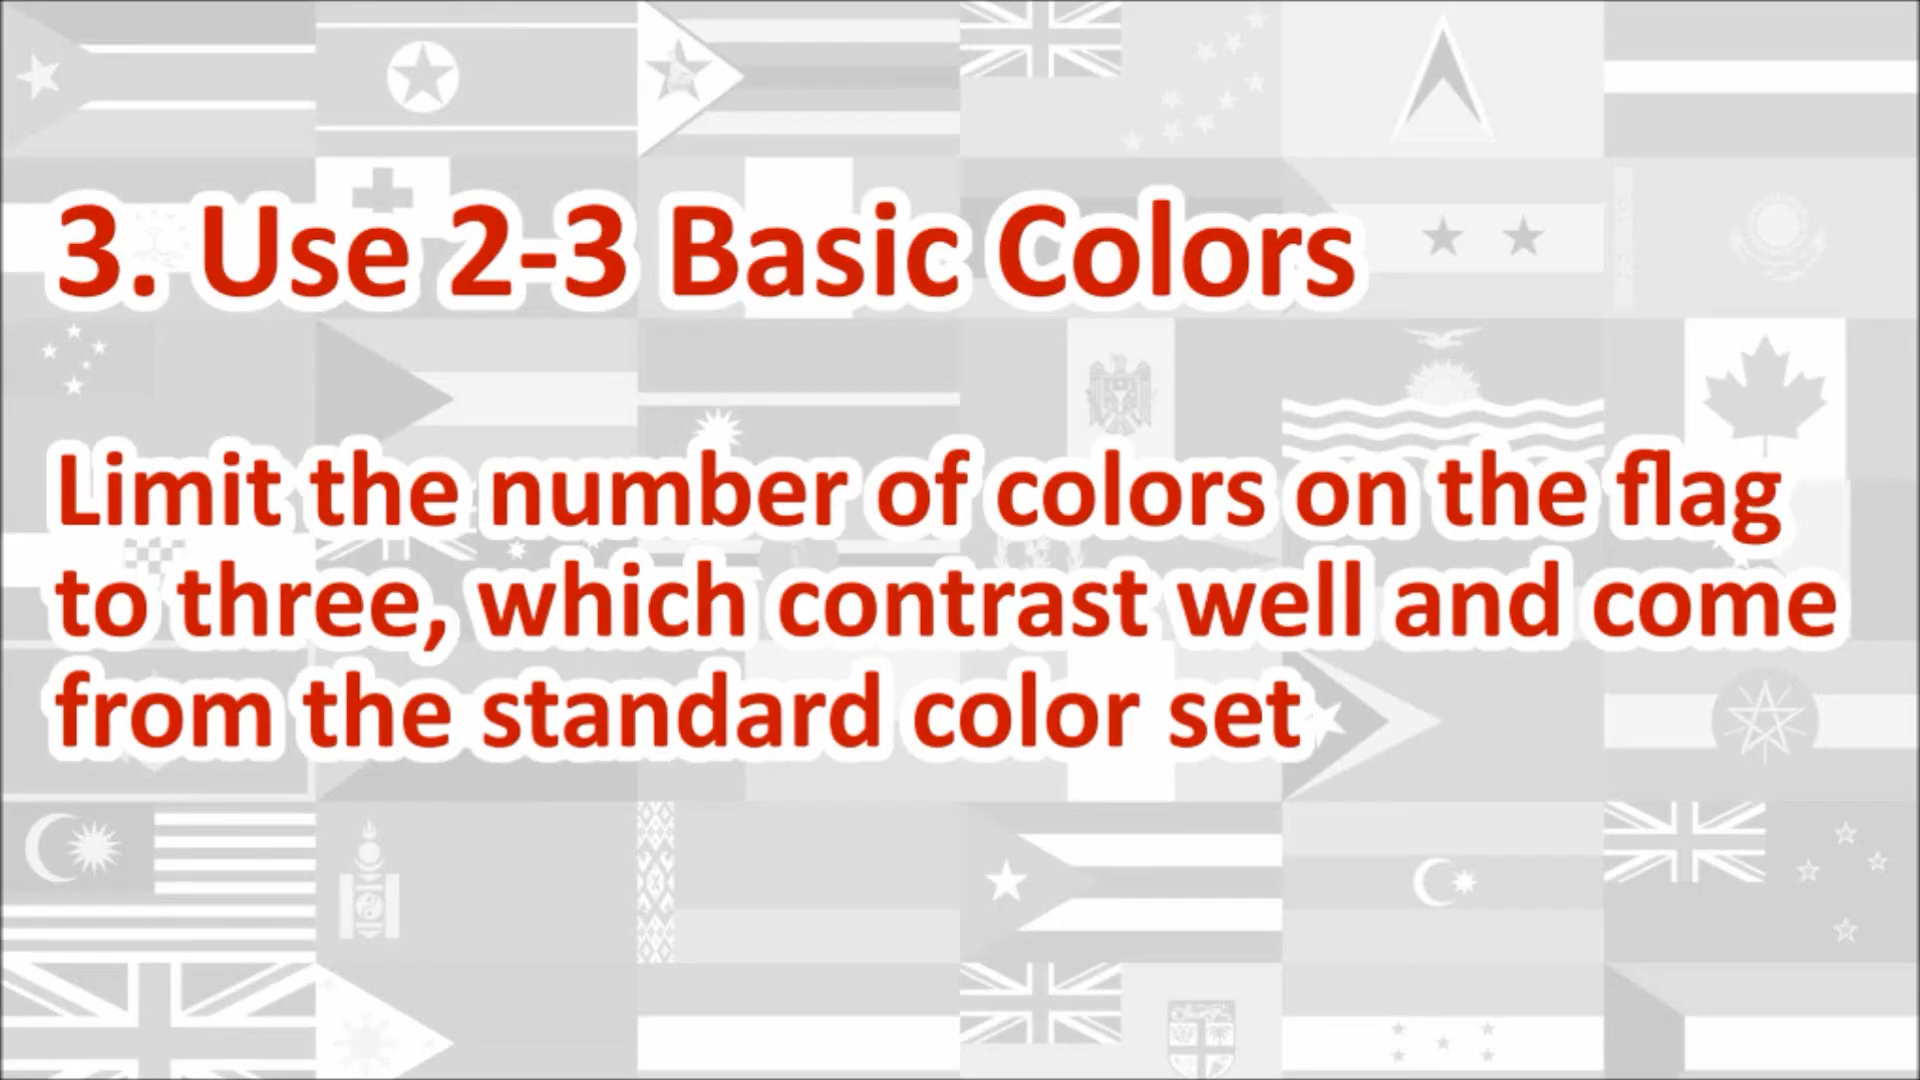 3. Use 2-3 Basic Colors
Limit the number of colors on the flag
to three, which contrast well and come
from the standard color set